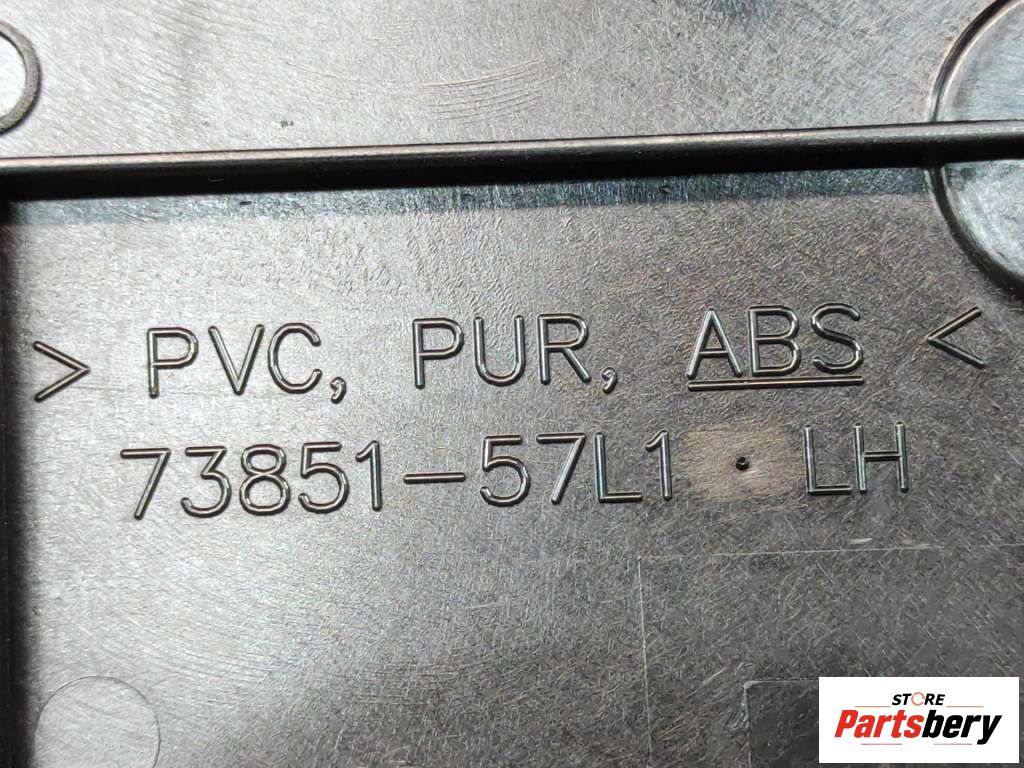 > PVC, PUR, ABS <
73851-57L1 · LH
STORE
Partsbery